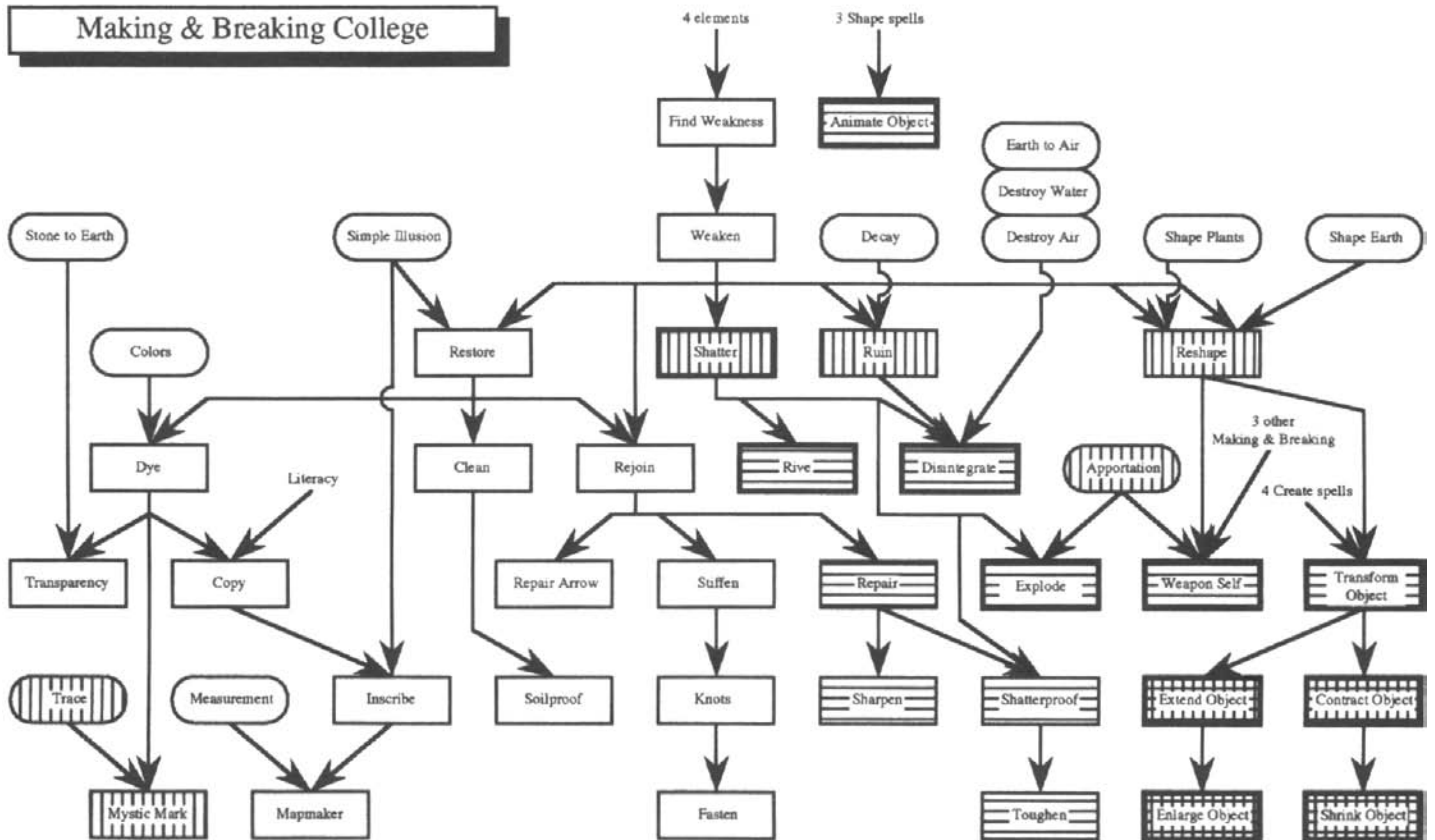 Making & Breaking College
4 elements
3 Shape spells
Find Weakness
Animate Object
Earth to Air
Destroy Water
Stone to Earth
Simple Illusion
Weaken
Decay
Destroy Air
Shape Plants
Shape Earth
Colors
Restore
Shatter
Ruin
Reshape
Dye
Clean
Rejoin
Rive
Disintegrate
3 other
Making & Breaking
Apportation
Literacy
4 Create spells
Transparency
Copy
Repair Arrow
Stiffen
Repair
Explode
Weapon Self
Transform
Object
Trace
Measurement
Inscribe
Soilproof
Knots
Sharpen
Shatterproof
Extend Object
Contract Object
Mystic Mark
Mapmaker
Fasten
Toughen
Enlarge Object
Shrink Object